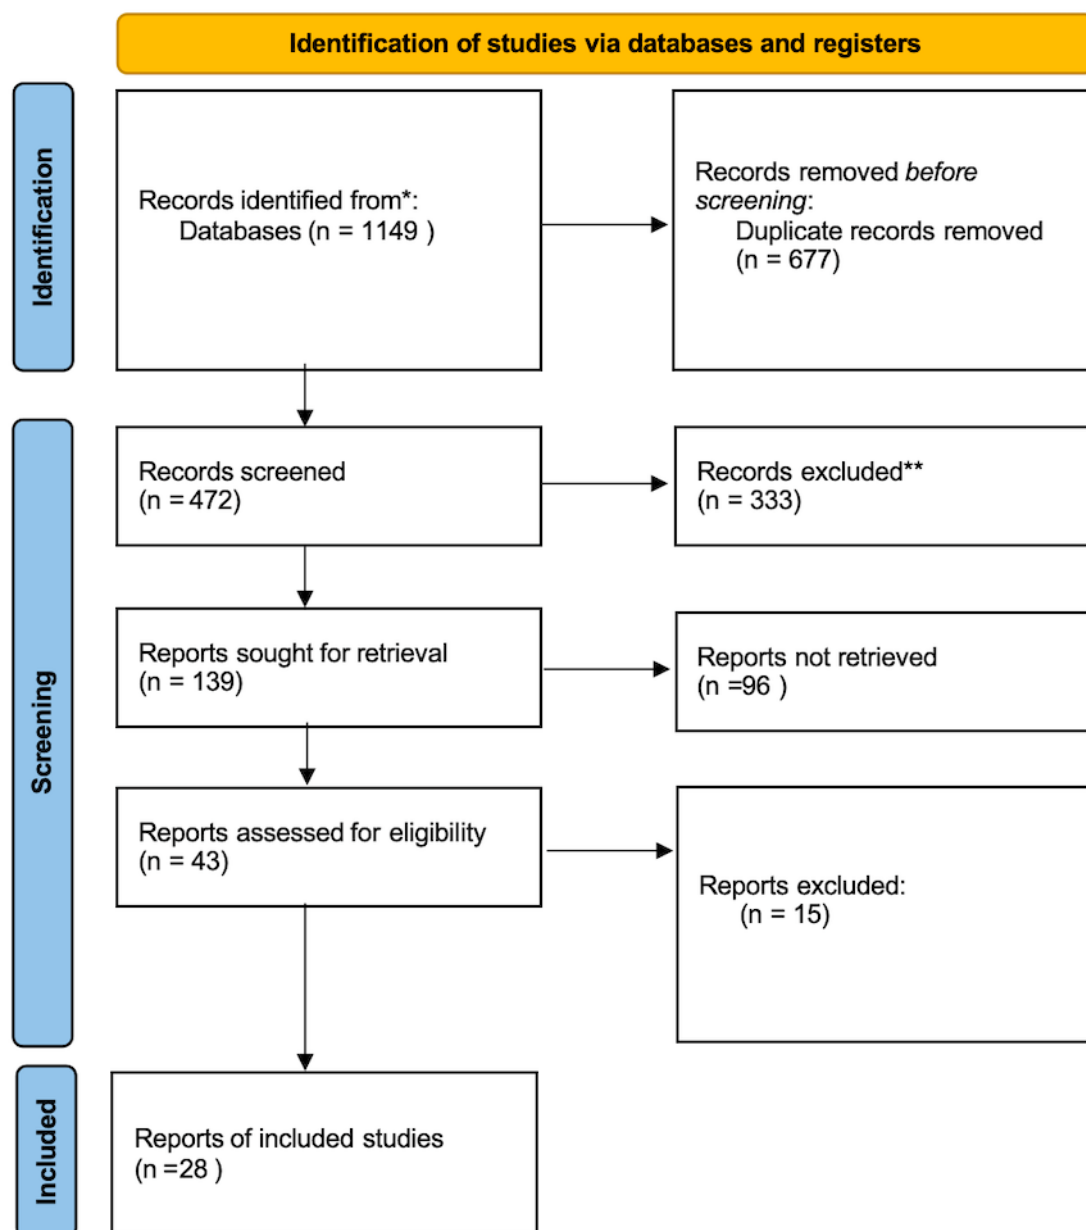 Identification of studies via databases and registers
Identification
Records identified from*:
Databases (n = 1149 )
Records removed before
screening:
Duplicate records removed
(n = 677)
Screening
Records screened
(n = 472)
Records excluded**
(n = 333)
Reports sought for retrieval
(n = 139)
Reports not retrieved
(n =96 )
Reports assessed for eligibility
(n = 43)
Reports excluded:
(n = 15)
Included
Reports of included studies
(n =28 )